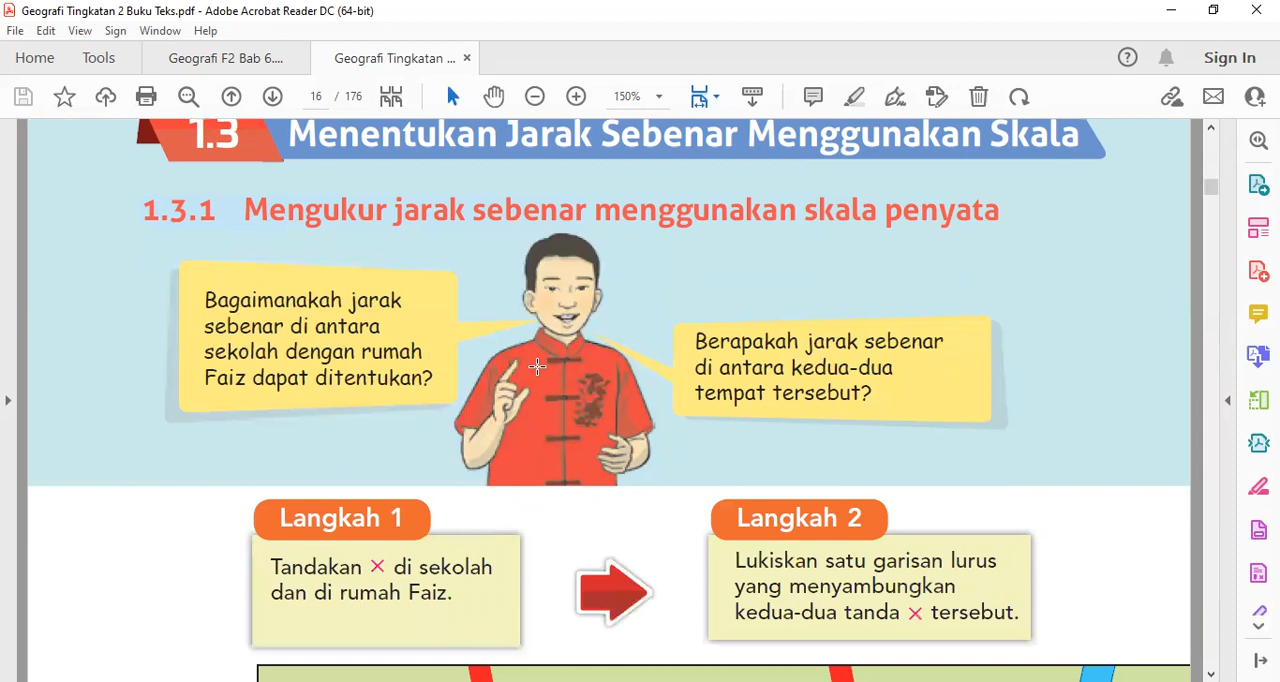 Geografi Tingkatan 2 Buku Teks.pdf - Adobe Acrobat Reader DC (64-bit)
File Edit View Sign Window Help
Home Tools Geografi F2 Bab 6.... Geografi Tingkatan ... × Sign In
16 / 176 150%
1.3 Menentukan Jarak Sebenar Menggunakan Skala
1.3.1 Mengukur jarak sebenar menggunakan skala penyata
Bagaimanakah jarak
sebenar di antara
sekolah dengan rumah
Faiz dapat ditentukan?
Berapakah jarak sebenar
di antara kedua-dua
tempat tersebut?
Langkah 1
Tandakan × di sekolah
dan di rumah Faiz.
Langkah 2
Lukiskan satu garisan lurus
yang menyambungkan
kedua-dua tanda × tersebut.